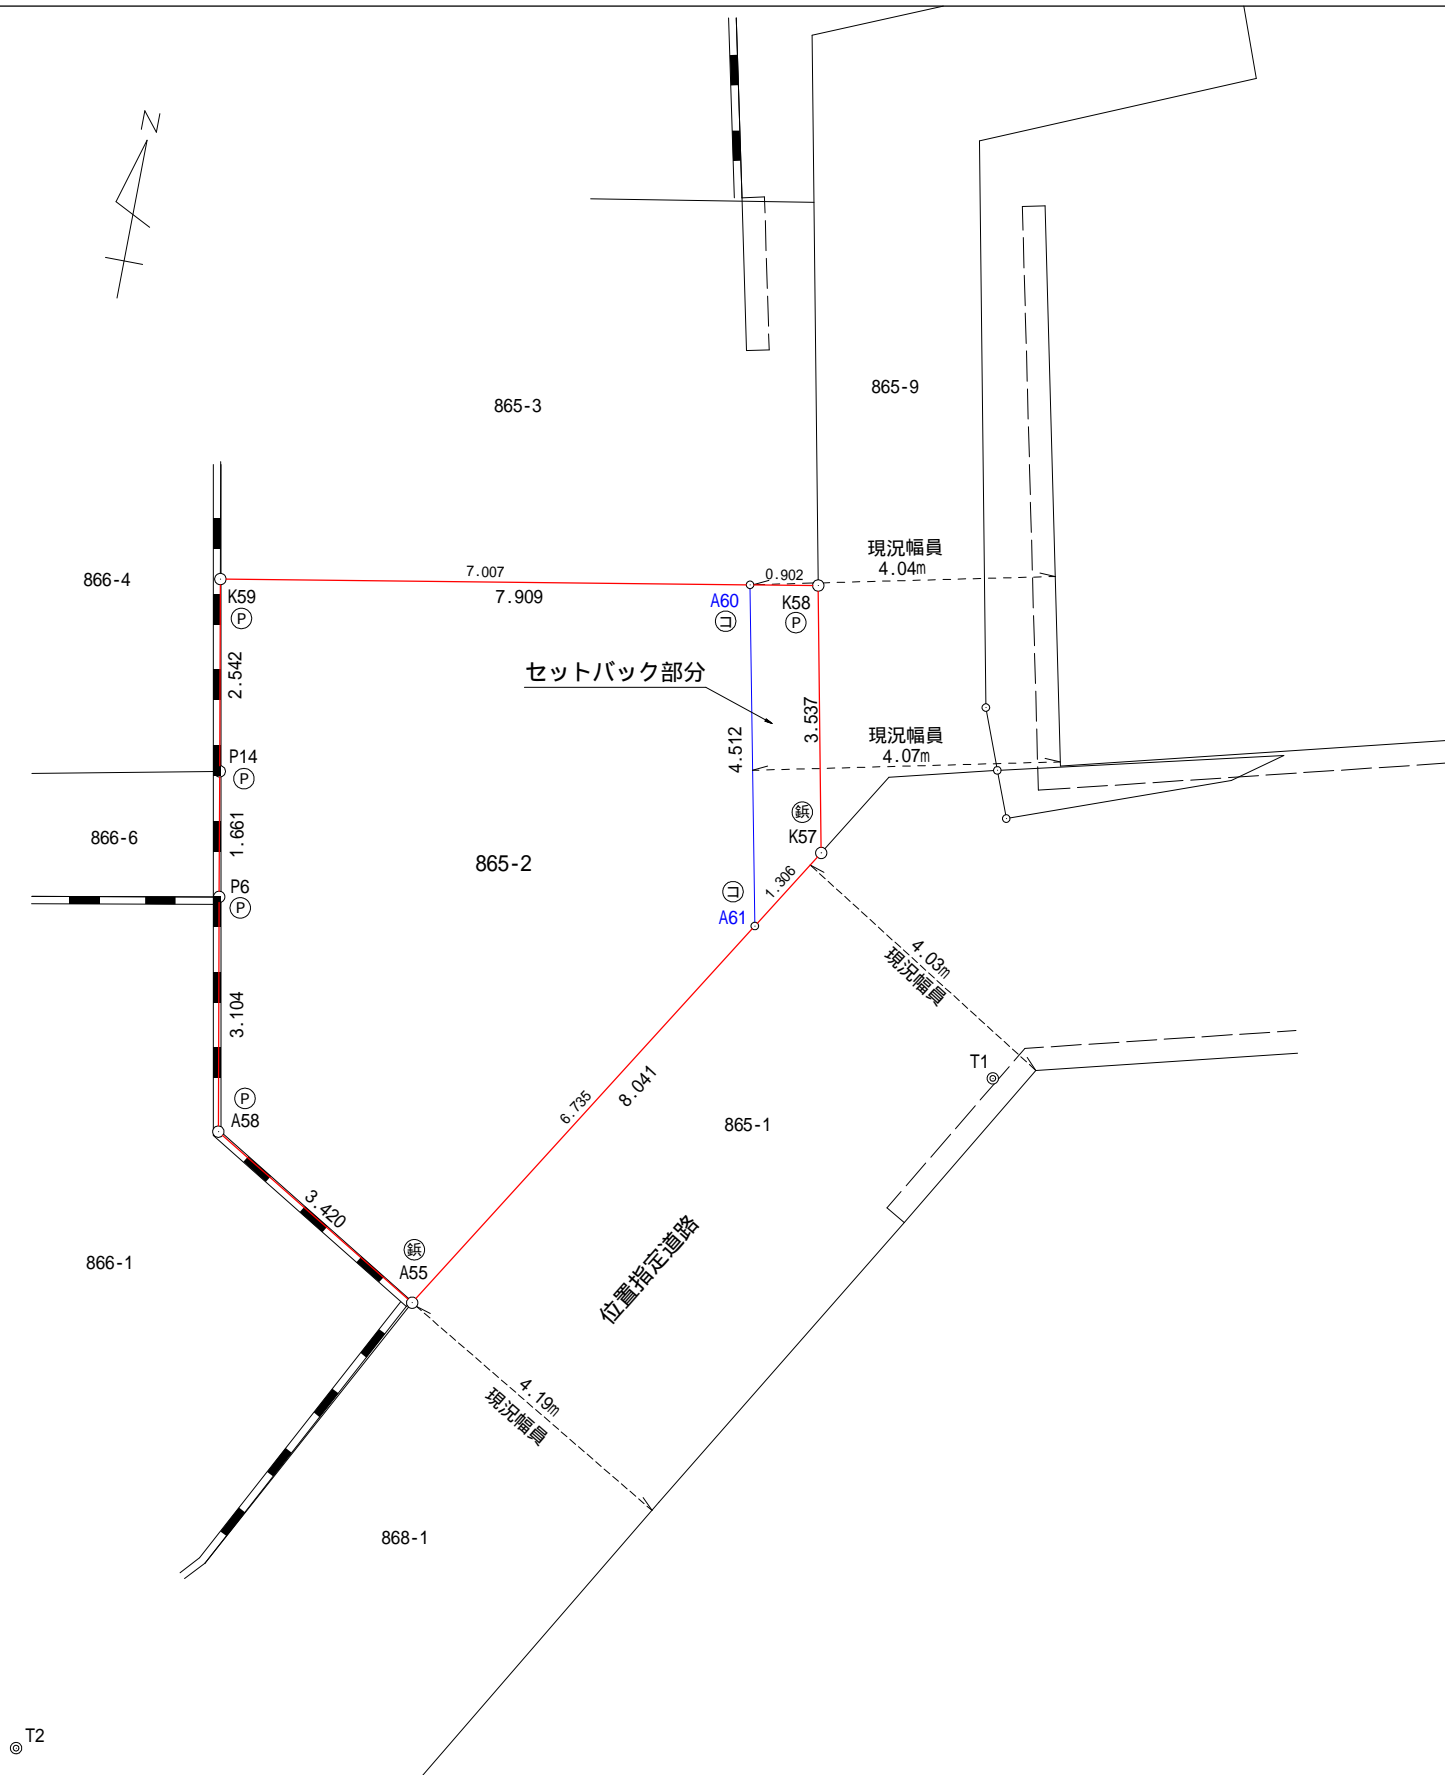 N
865-9
865-3
現況幅員
4.04m
866-4
7.007
0.902
7.909
K59
Ⓟ
A60
コ
K58
Ⓟ
2.542
セットバック部分
3.537
4.512
現況幅員
4.07m
P14
Ⓟ
鋲
K57
866-6
1.661
865-2
P6
Ⓟ
1.306
コ
A61
4.03m
現況幅員
3.104
T1
Ⓟ
A58
6.735
8.041
865-1
3.420
位置指定道路
866-1
鋲
A55
4.19m
現況幅員
868-1
T2